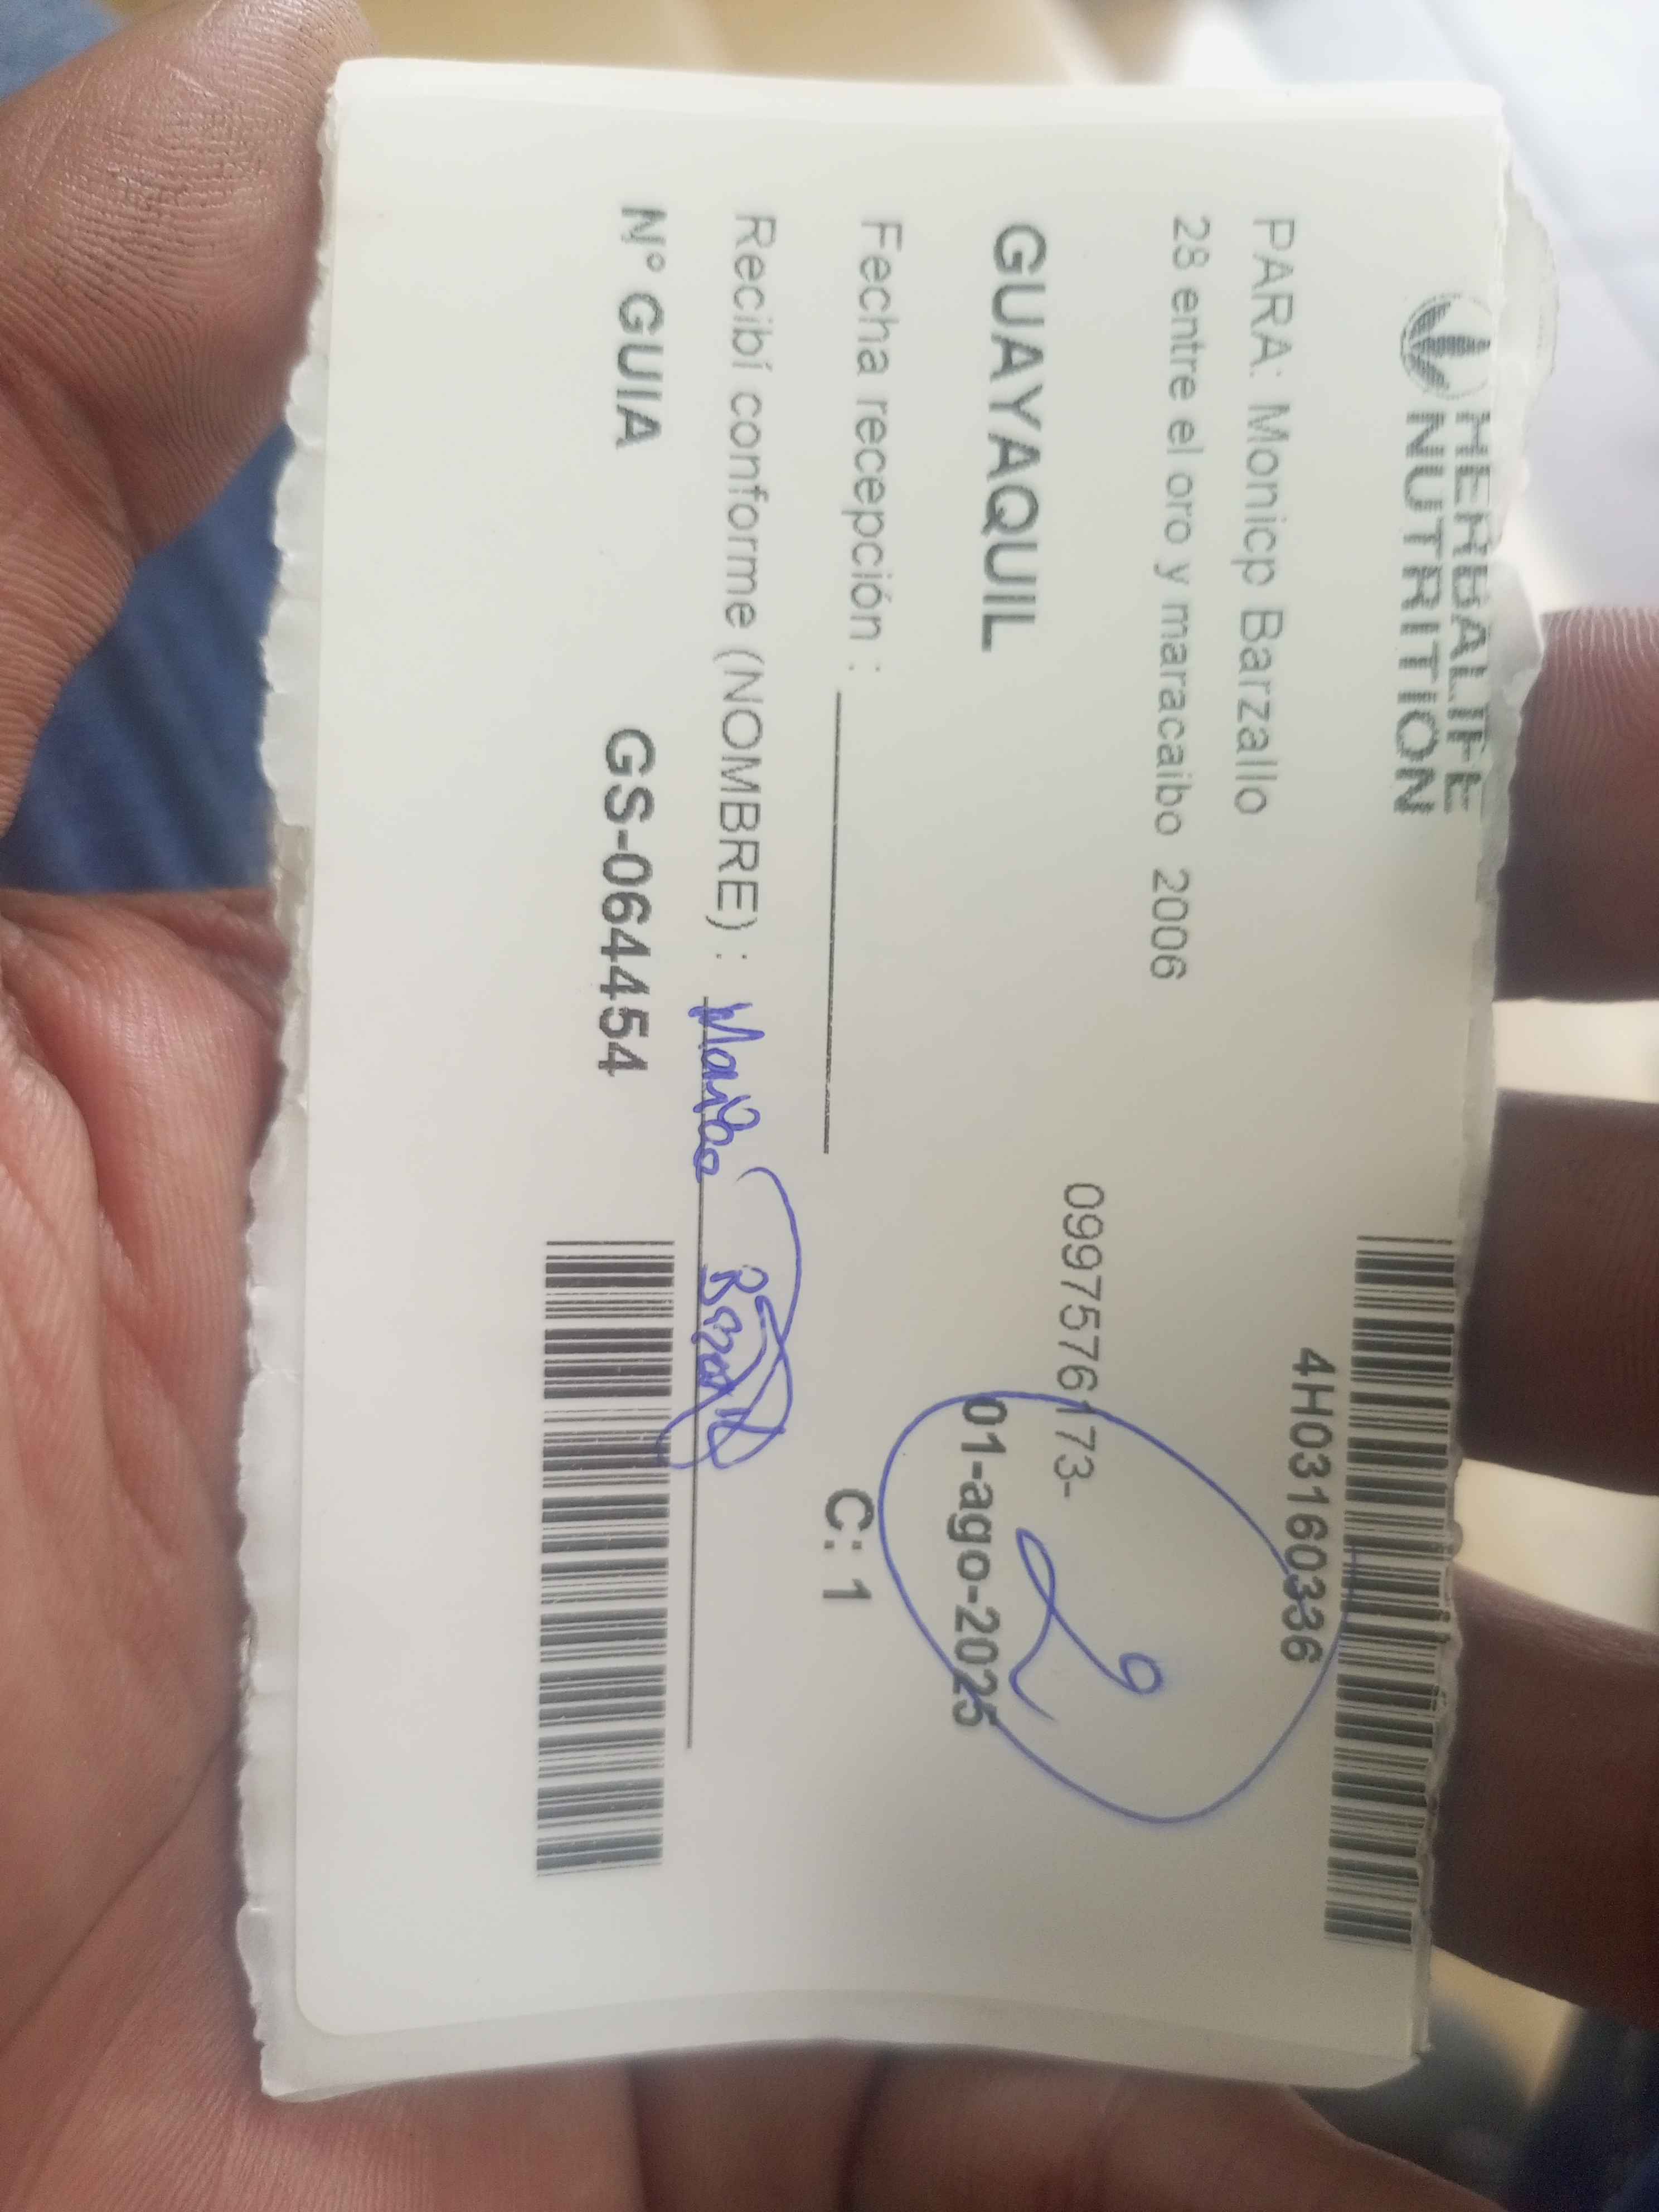 HERBALIFE
NUTRITION
4H03160336
PARA: Monicp Barzallo
28 entre el oro y maracaibo 2006
0997576173-
2
GUAYAQUIL
01-ago-2025
Fecha recepción :
C: 1
Recibí conforme (NOMBRE) :
N° GUIA GS-064454